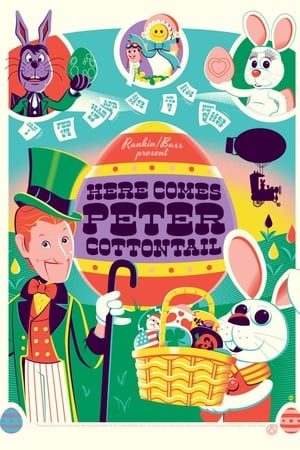 Rankin/Bass
present
HERE COMES
PETER
COTTONTAIL